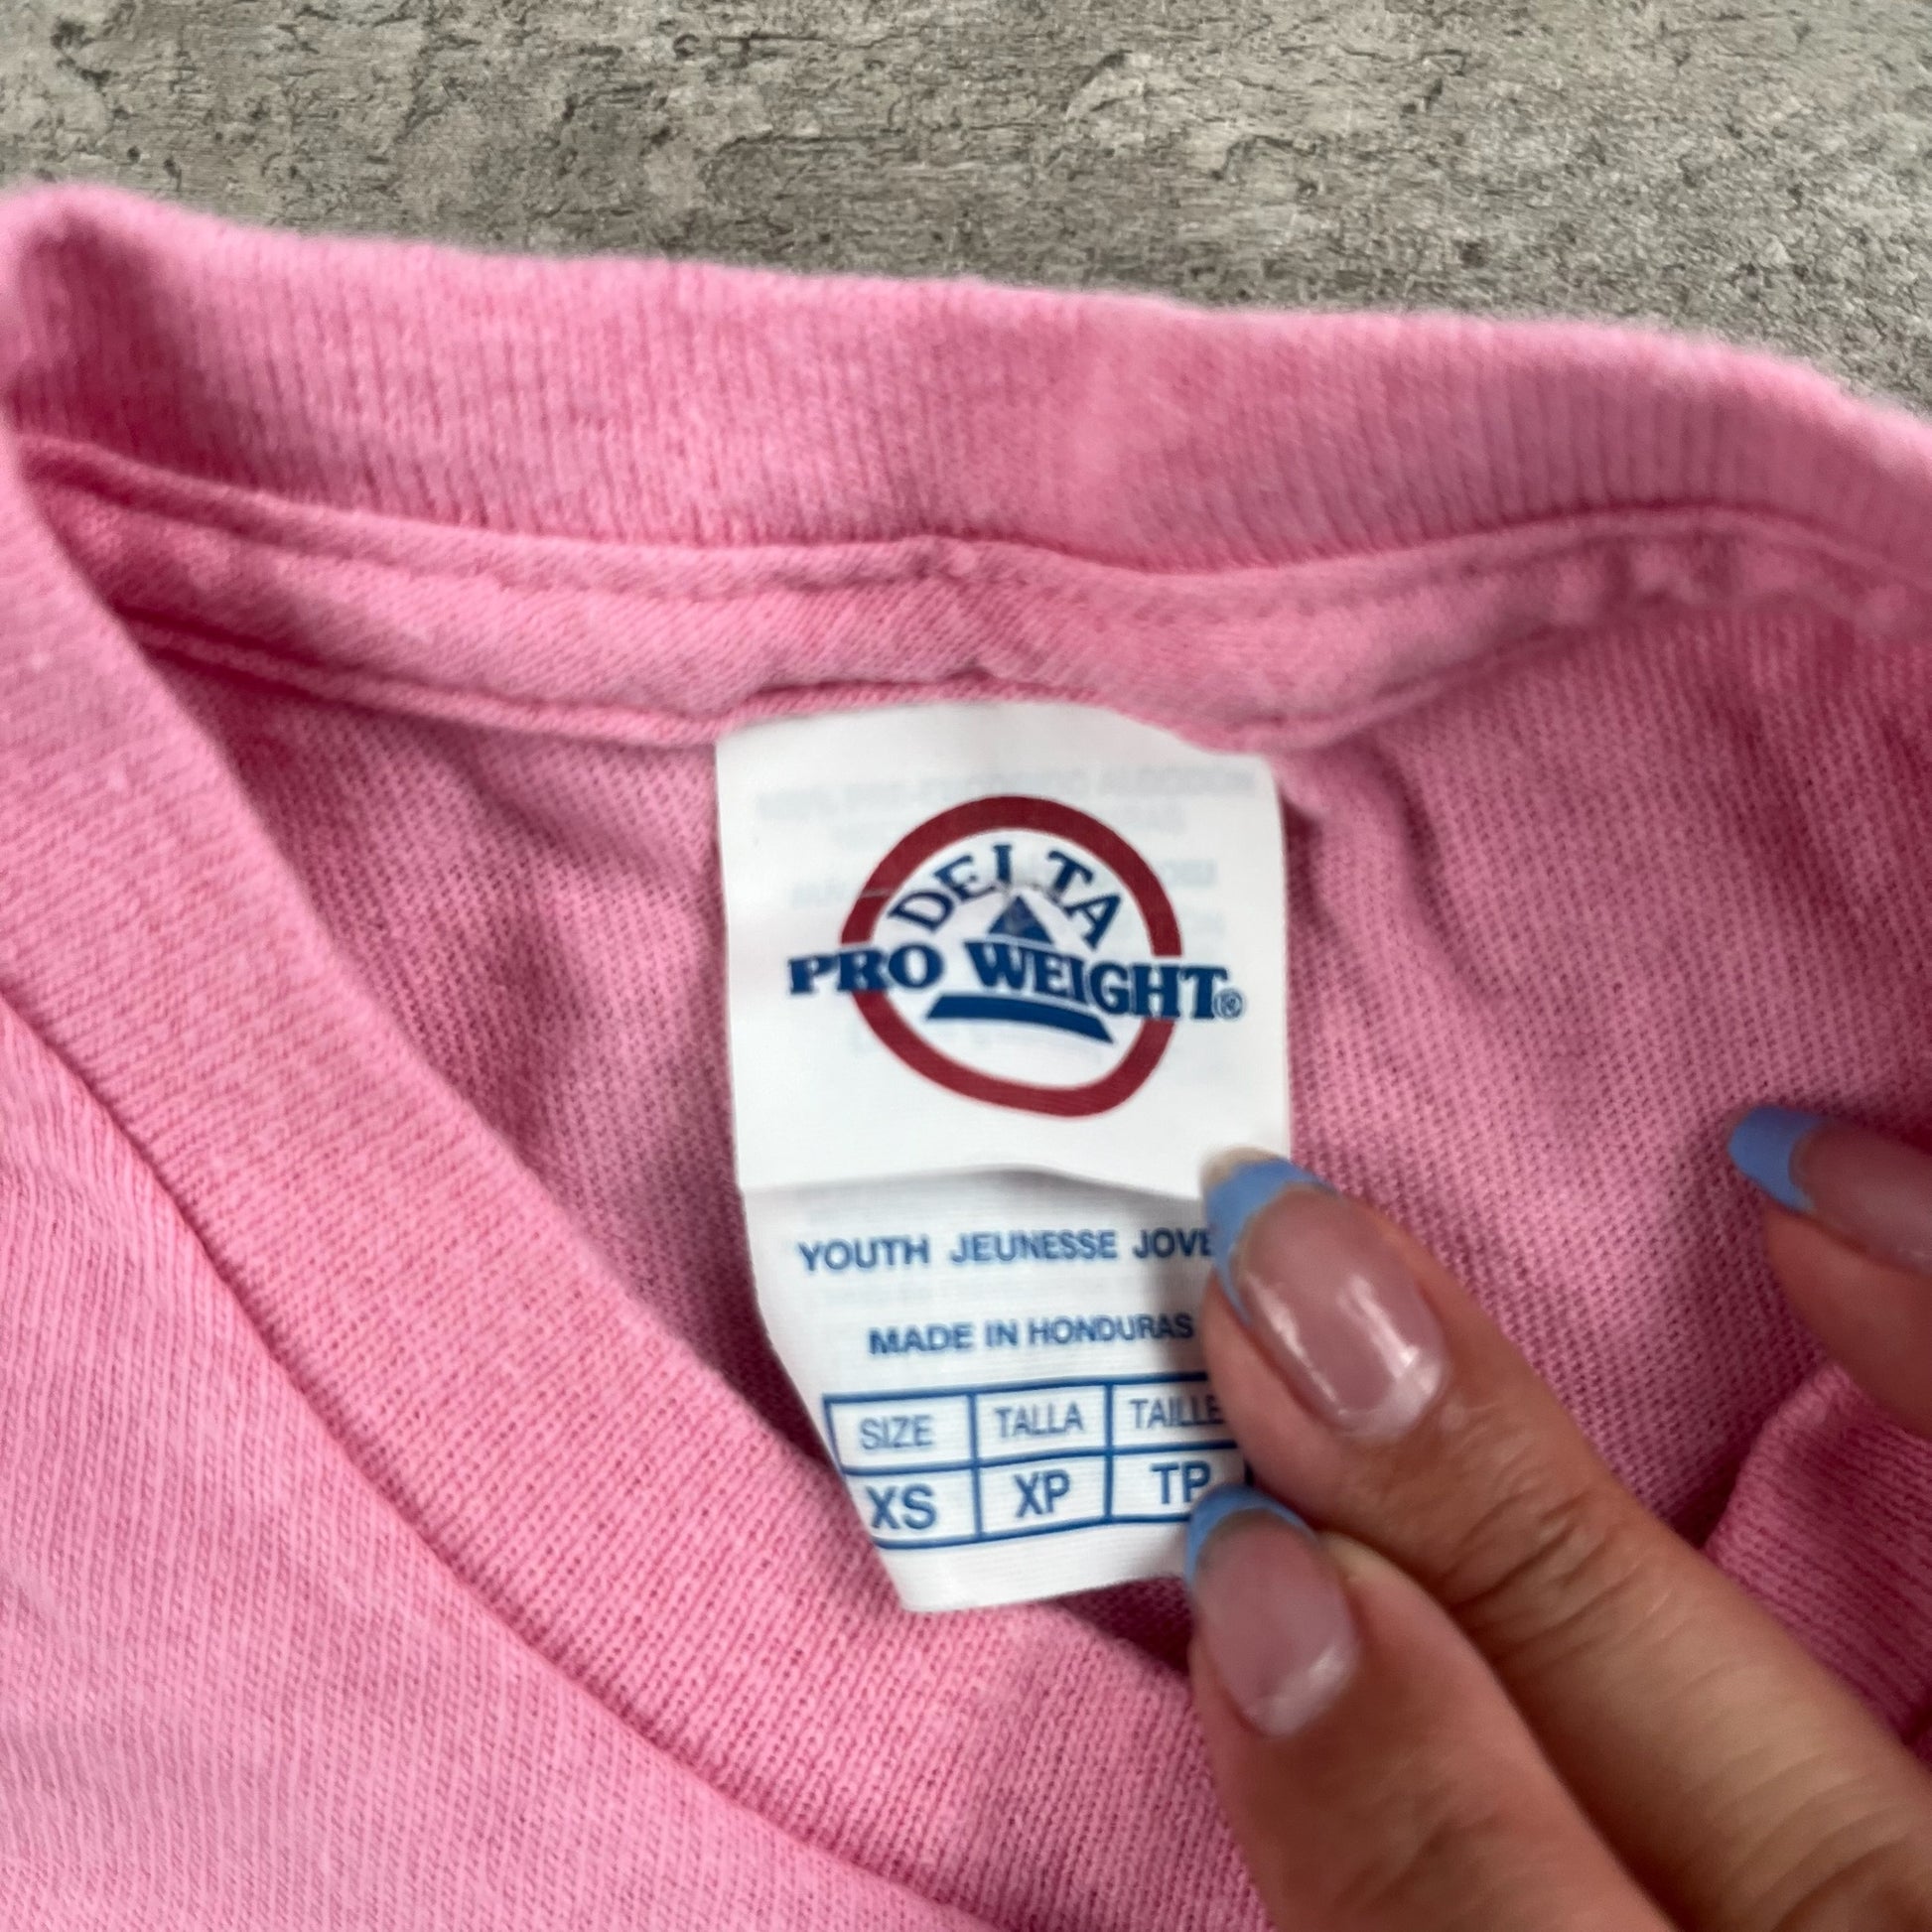 DELTA
PRO WEIGHT®
YOUTH JEUNESSE JOVE
MADE IN HONDURAS
SIZE TALLA TAILLE
XS XP TP